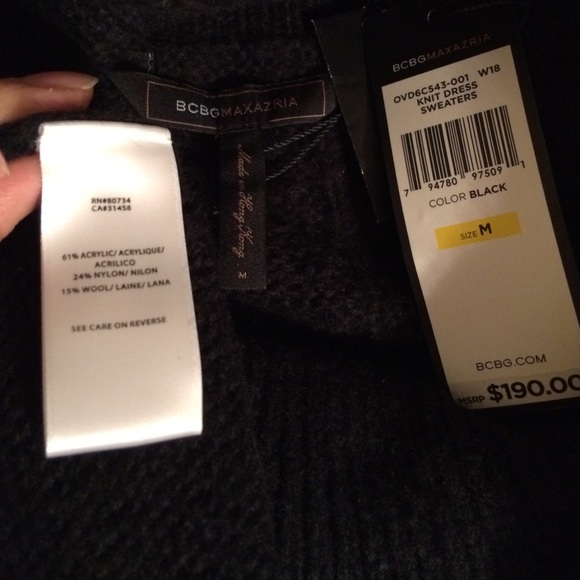 BCBGMAXAZRIA
Made in Hong Kong
M
RN#80734
CA#31458
61% ACRYLIC/ ACRYLIQUE/
ACRILICO
24% NYLON/ NILON
15% WOOL/ LAINE/ LANA
SEE CARE ON REVERSE
BCBGMAXAZRIA
OVD6C543-001 W18
KNIT DRESS
SWEATERS
7 94780 97509 1
COLOR BLACK
SIZE M
BCBG.COM
MSRP $190.00